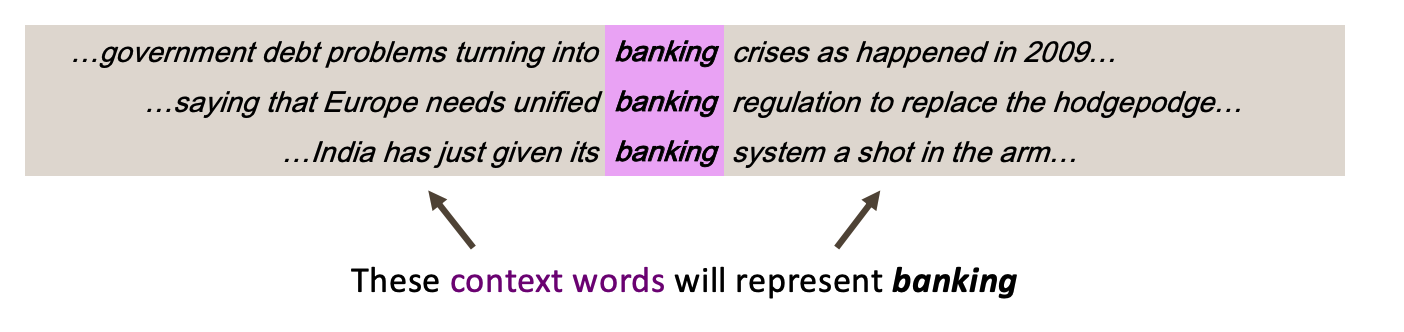 …government debt problems turning into banking crises as happened in 2009…
…saying that Europe needs unified banking regulation to replace the hodgepodge…
…India has just given its banking system a shot in the arm…
These context words will represent banking